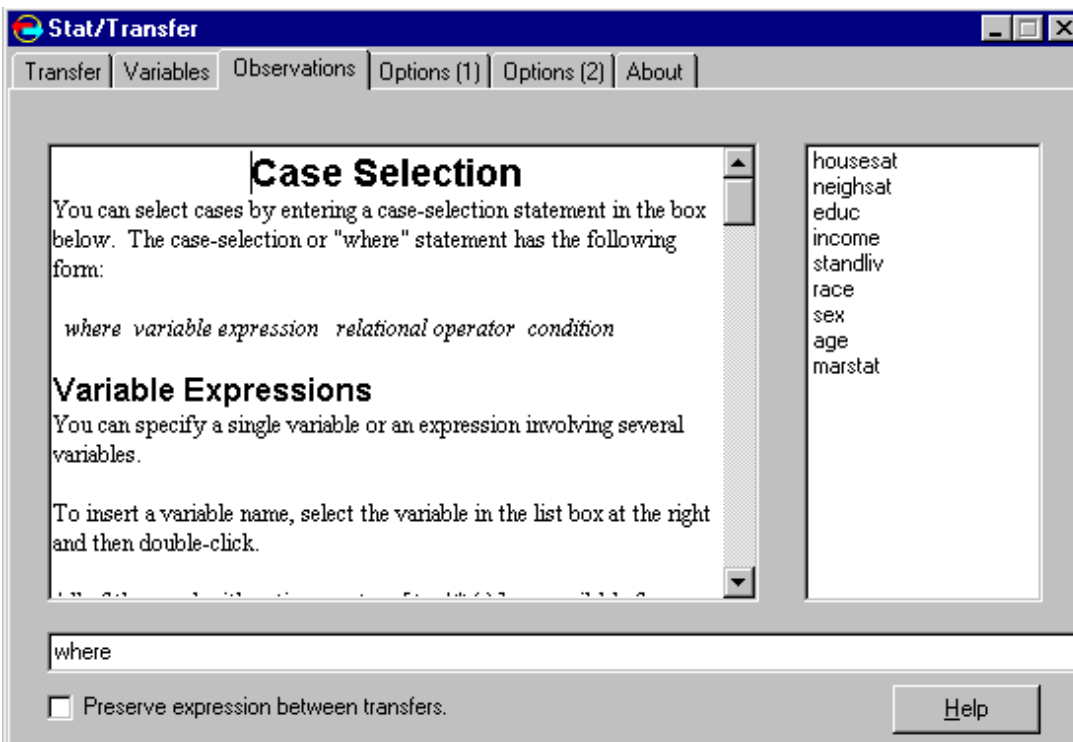 Stat/Transfer
Transfer Variables Observations Options (1) Options (2) About
Case Selection
You can select cases by entering a case-selection statement in the box
below. The case-selection or "where" statement has the following
form:
where variable expression relational operator condition
Variable Expressions
You can specify a single variable or an expression involving several
variables.
To insert a variable name, select the variable in the list box at the right
and then double-click.
housesat
neighsat
educ
income
standliv
race
sex
age
marstat
where
Preserve expression between transfers.
Help